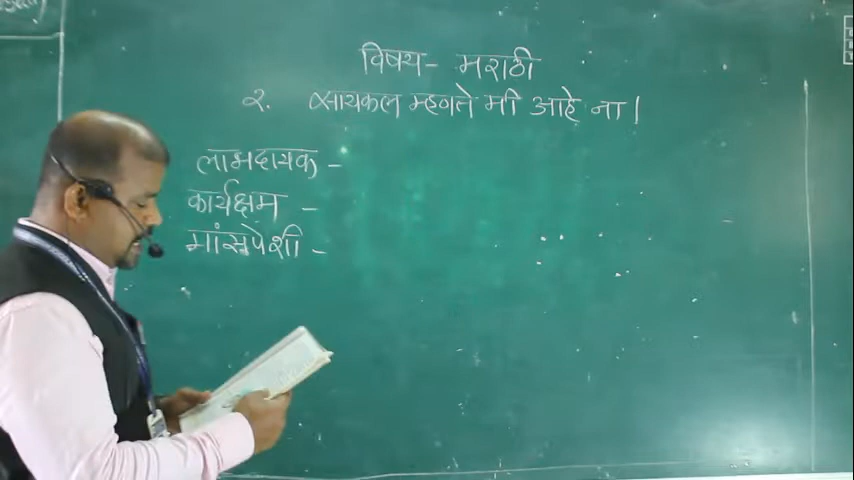 विषय- मराठी
२. सायकल म्हणते मी आहे ना।
लाभदायक -
कार्यक्षम -
मांसपेशी -